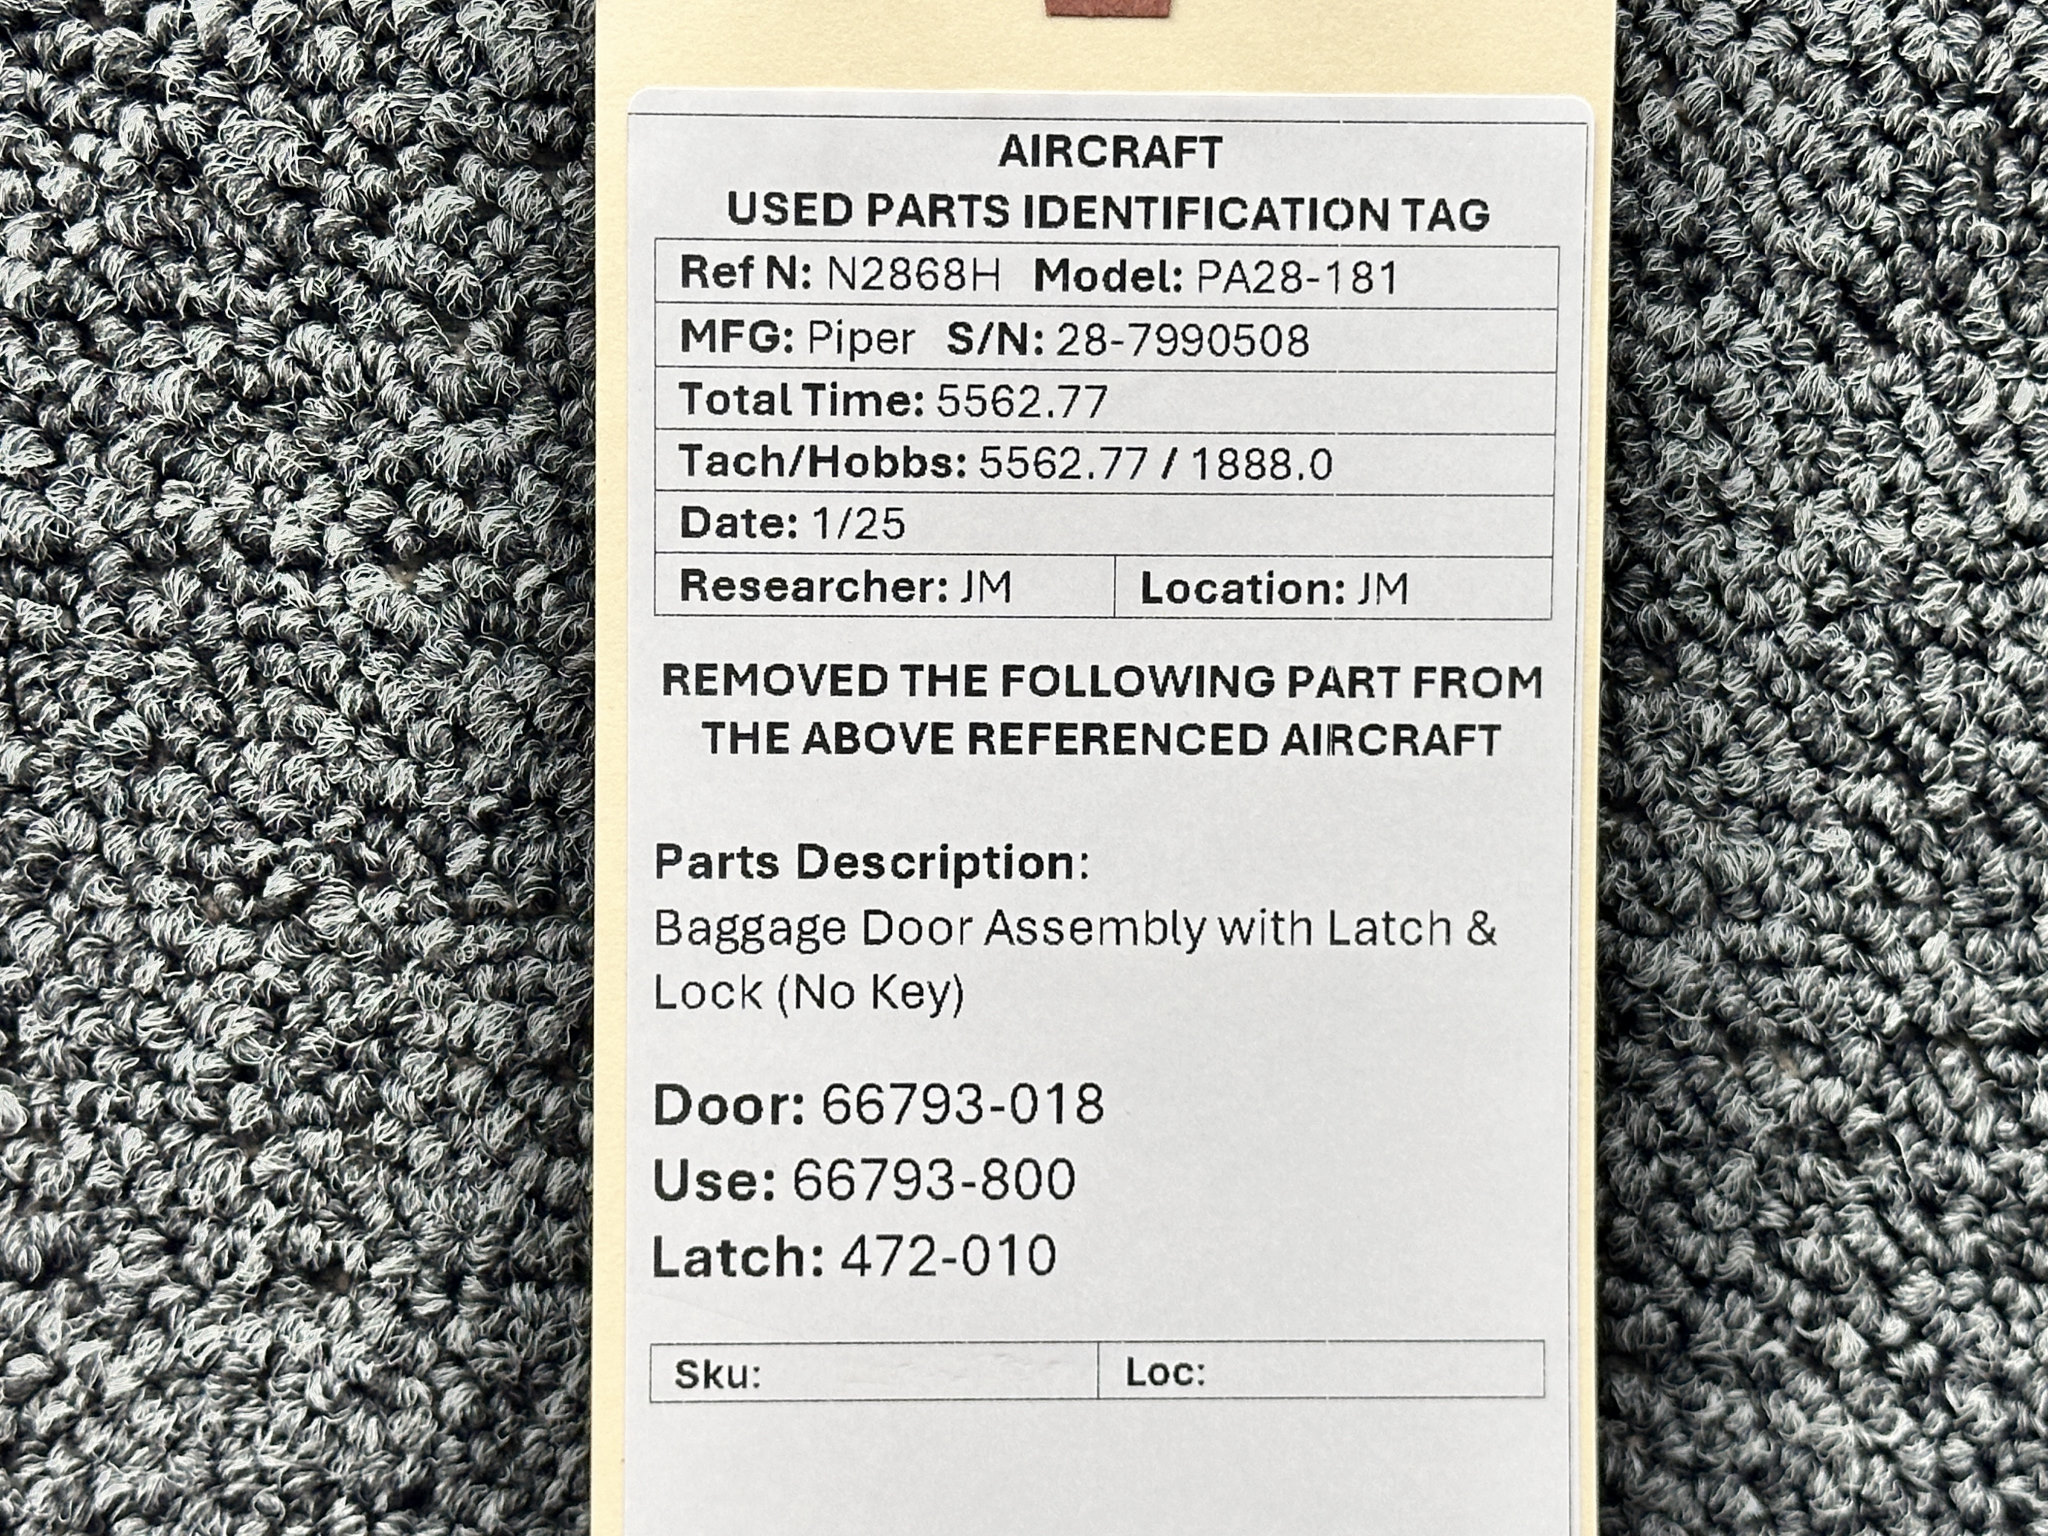 AIRCRAFT
USED PARTS IDENTIFICATION TAG
Ref N: N2868H Model: PA28-181
MFG: Piper S/N: 28-7990508
Total Time: 5562.77
Tach/Hobbs: 5562.77 / 1888.0
Date: 1/25
Researcher: JM Location: JM
REMOVED THE FOLLOWING PART FROM
THE ABOVE REFERENCED AIRCRAFT
Parts Description:
Baggage Door Assembly with Latch &
Lock (No Key)
Door: 66793-018
Use: 66793-800
Latch: 472-010
Sku: Loc: